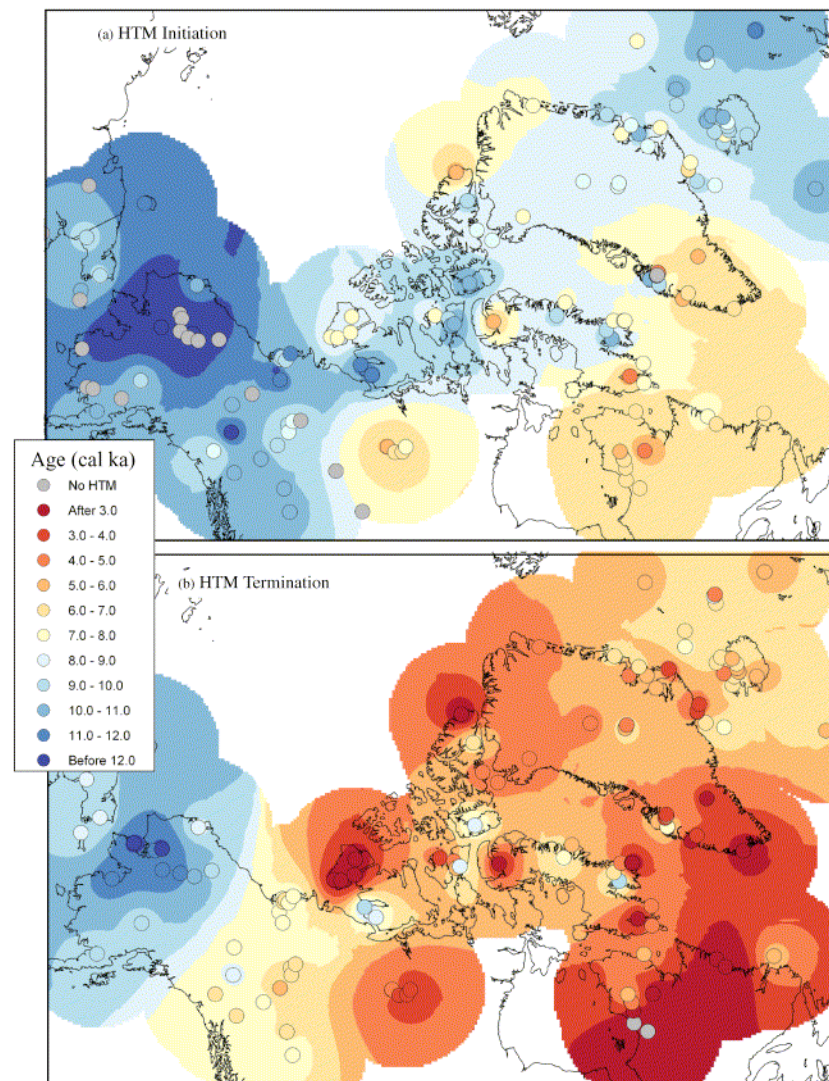 (a) HTM Initiation
Age (cal ka)
No HTM
After 3.0
3.0 - 4.0
4.0 - 5.0
5.0 - 6.0
6.0 - 7.0
7.0 - 8.0
8.0 - 9.0
9.0 - 10.0
10.0 - 11.0
11.0 - 12.0
Before 12.0
(b) HTM Termination